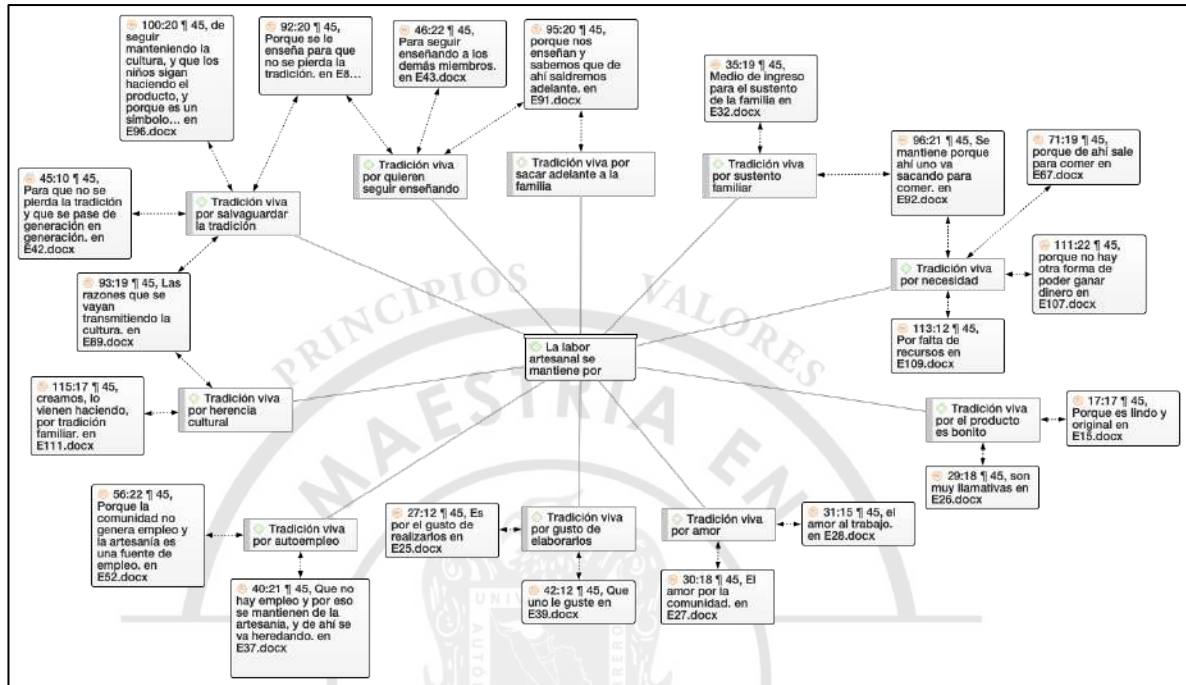 100:20 ¶ 45, de
seguir
manteniendo la
cultura, y que los
niños sigan
haciendo el
producto, y
porque es un
símbolo... en
E96.docx
92:20 ¶ 45,
Porque se le
enseña para que
no se pierda la
tradición. en E8...
46:22 ¶ 45,
Para seguir
enseñando a los
demás miembros.
en E43.docx
95:20 ¶ 45,
porque nos
enseñan y
sabemos que de
ahí saldremos
adelante. en
E91.docx
35:19 ¶ 45,
Medio de ingreso
para el sustento
de la familia en
E32.docx
96:21 ¶ 45, Se
mantiene porque
ahí uno va
sacando para
comer. en
E92.docx
71:19 ¶ 45,
porque de ahí sale
para comer en
E67.docx
45:10 ¶ 45,
Para que no se
pierda la tradición
y que se pase de
generación en
generación. en
E42.docx
Tradición viva
por salvaguardar
la tradición
Tradición viva
por quieren
seguir enseñando
Tradición viva por
sacar adelante a la
familia
Tradición viva
por sustento
familiar
111:22 ¶ 45,
porque no hay
otra forma de
poder ganar
dinero en
E107.docx
93:19 ¶ 45, Las
razones que se
vayan
transmitiendo la
cultura. en
E89.docx
Tradición viva
por necesidad
113:12 ¶ 45,
Por falta de
recursos en
E109.docx
PRINCIPIOS VALORES
La labor
artesanal se
mantiene por
MAESTRIA EN
115:17 ¶ 45,
creamos, lo
vienen haciendo,
por tradición
familiar. en
E111.docx
Tradición viva
por herencia
cultural
Tradición viva
por el producto
es bonito
17:17 ¶ 45,
Porque es lindo y
original en
E15.docx
29:18 ¶ 45, son
muy llamativas en
E26.docx
56:22 ¶ 45,
Porque la
comunidad no
genera empleo y
la artesanía es
una fuente de
empleo. en
E52.docx
Tradición viva
por autoempleo
27:12 ¶ 45, Es
por el gusto de
realizarlos en
E25.docx
Tradición viva
por gusto de
elaborarlos
Tradición viva
por amor
31:15 ¶ 45, el
amor al trabajo.
en E28.docx
40:21 ¶ 45, Que
no hay empleo y por eso
se mantienen de la
artesanía, y de ahí se
va heredando. en
E37.docx
42:12 ¶ 45, Que
uno le guste en
E39.docx
30:18 ¶ 45, El
amor por la
comunidad. en
E27.docx